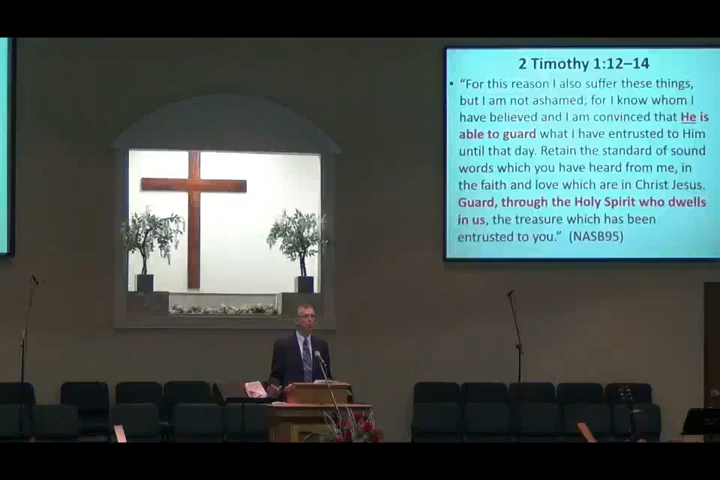 2 Timothy 1:12–14
• "For this reason I also suffer these things,
but I am not ashamed; for I know whom I
have believed and I am convinced that He is
able to guard what I have entrusted to Him
until that day. Retain the standard of sound
words which you have heard from me, in
the faith and love which are in Christ Jesus.
Guard, through the Holy Spirit who dwells
in us, the treasure which has been
entrusted to you." (NASB95)